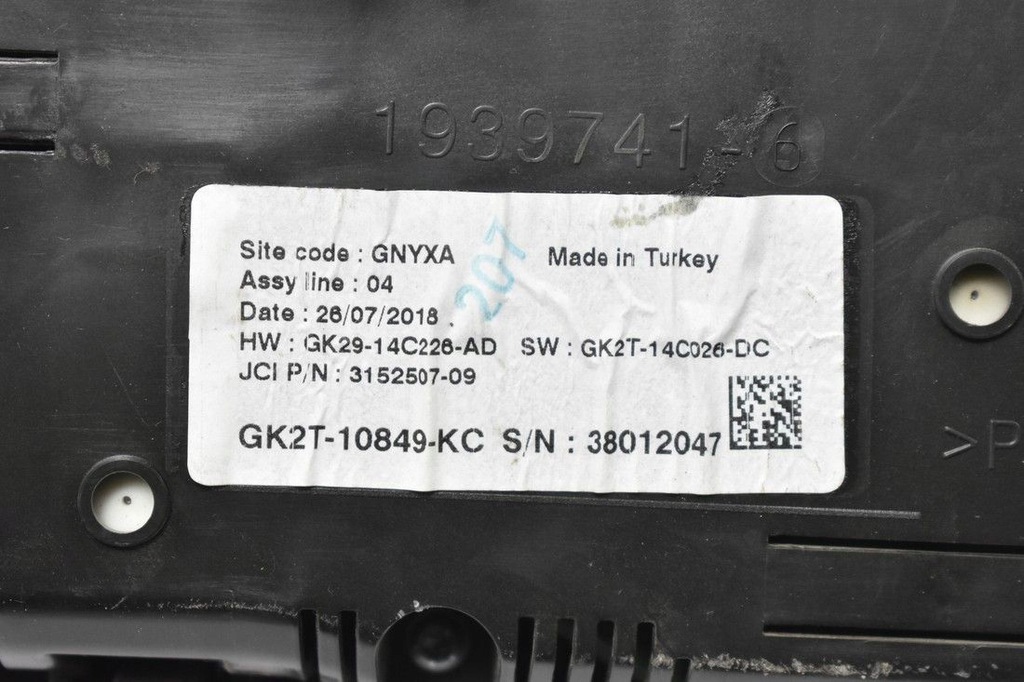 1939741-6
Site code : GNYXA
Made in Turkey
207
Assy line : 04
Date : 26/07/2018
HW : GK29-14C226-AD SW : GK2T-14C026-DC
JCI P/N : 3152507-09
GK2T-10849-KC S/N : 38012047
>P